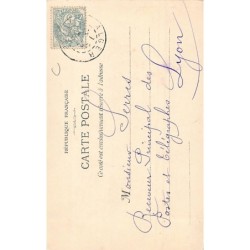 RÉPUBLIQUE FRANÇAISE
CARTE POSTALE
Ce côté est exclusivement réservé à l'adresse
Monsieur Serres
Receveur Principal des
Postes et télégraphes
Lyon